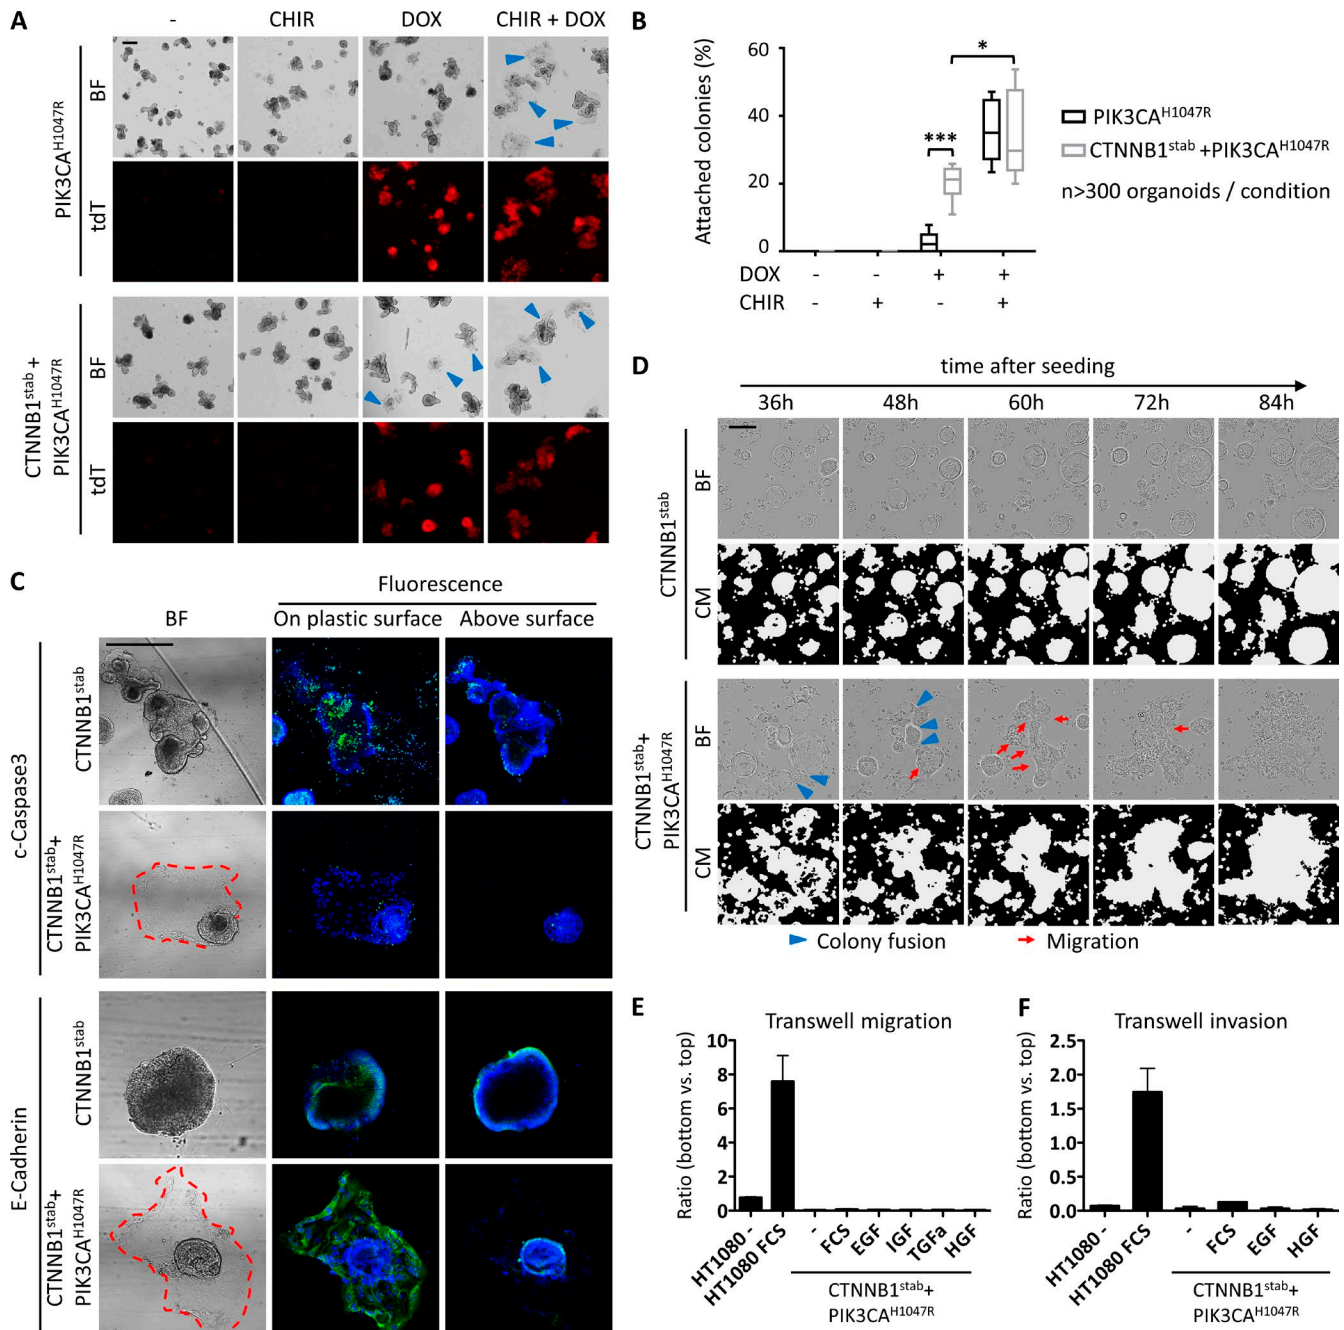 A
- CHIR DOX CHIR + DOX
PIK3CA^H1047R
BF
tdT
CTNNB1^stab +
PIK3CA^H1047R
BF
tdT
B
Attached colonies (%)
60
40
20
0
***
*
DOX - - + +
CHIR - + - +
PIK3CA^H1047R
CTNNB1^stab +PIK3CA^H1047R
n>300 organoids / condition
C
Fluorescence
BF On plastic surface Above surface
c-Caspase3
CTNNB1^stab
CTNNB1^stab+
PIK3CA^H1047R
E-Cadherin
CTNNB1^stab
CTNNB1^stab+
PIK3CA^H1047R
D
time after seeding
36h 48h 60h 72h 84h
CTNNB1^stab
BF
CM
CTNNB1^stab+
PIK3CA^H1047R
BF
CM
Colony fusion Migration
E
Transwell migration
Ratio (bottom vs. top)
10
8
6
4
2
0
HT1080 -
HT1080 FCS
-
FCS
EGF
IGF
TGFa
HGF
CTNNB1^stab+
PIK3CA^H1047R
F
Transwell invasion
Ratio (bottom vs. top)
2.5
2.0
1.5
1.0
0.5
0.0
HT1080 -
HT1080 FCS
-
FCS
EGF
HGF
CTNNB1^stab+
PIK3CA^H1047R